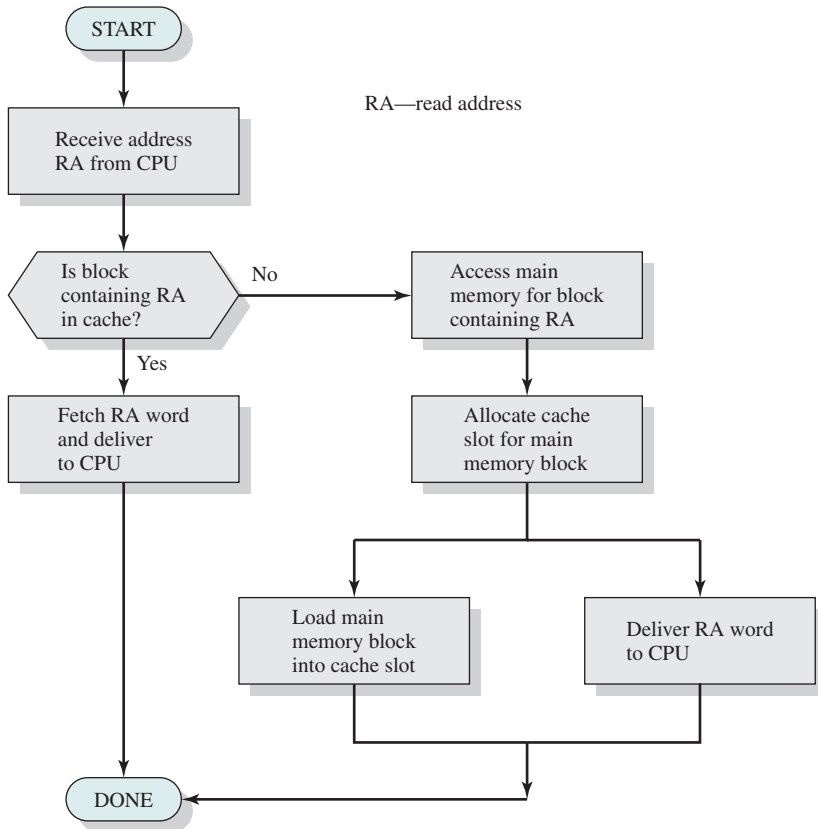 START
RA—read address
Receive address
RA from CPU
Is block
containing RA
in cache?
No
Access main
memory for block
containing RA
Yes
Fetch RA word
and deliver
to CPU
Allocate cache
slot for main
memory block
Load main
memory block
into cache slot
Deliver RA word
to CPU
DONE